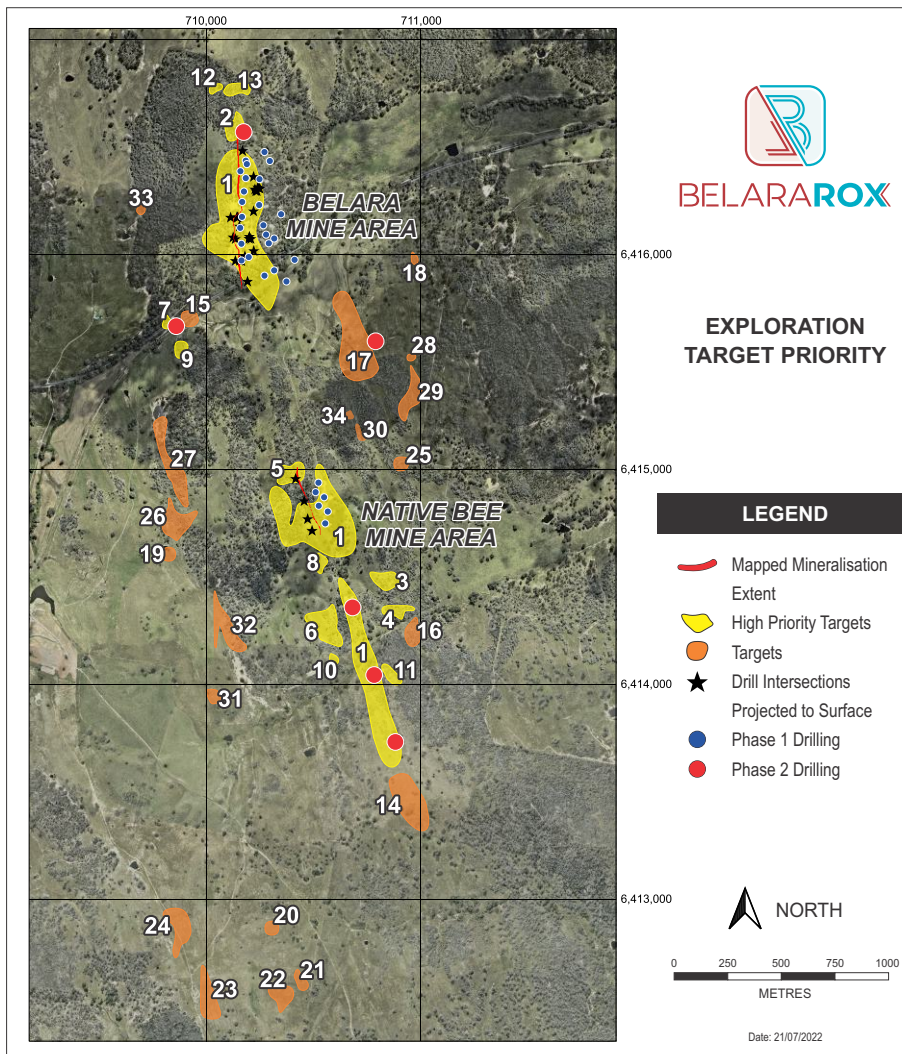 710,000
711,000
12
13
2
1
33
BELARA
MINE AREA
6,416,000
18
7
15
9
17
28
29
34
30
25
6,415,000
27
5
NATIVE BEE
MINE AREA
1
26
19
8
3
4
6
16
32
1
10
11
31
6,414,000
14
6,413,000
24
20
21
22
23
BELARAROX
EXPLORATION
TARGET PRIORITY
LEGEND
Mapped Mineralisation
Extent
High Priority Targets
Targets
Drill Intersections
Projected to Surface
Phase 1 Drilling
Phase 2 Drilling
NORTH
0 250 500 750 1000
METRES
Date: 21/07/2022